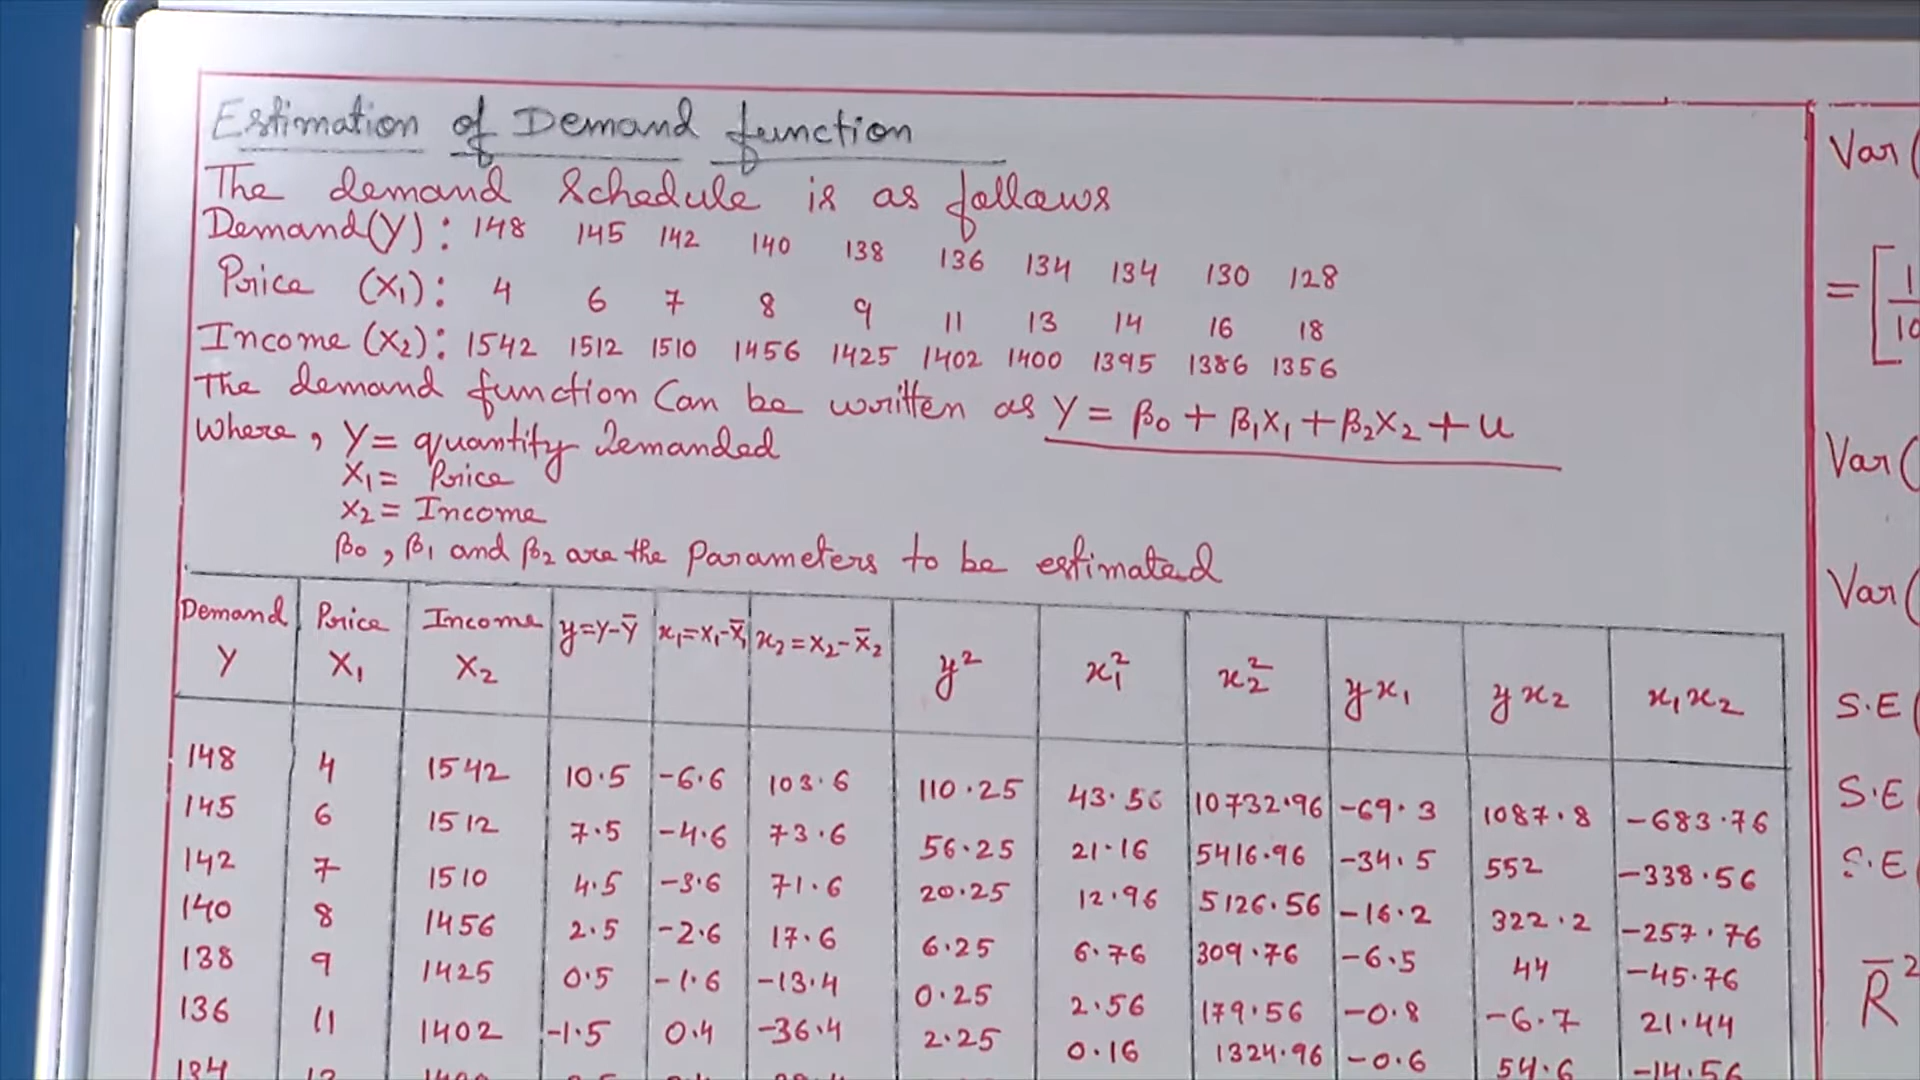 Estimation of Demand function
The demand schedule is as follows
Demand(Y): 148 145 142 140 138 136 134 134 130 128
Price (X₁): 4 6 7 8 9 11 13 14 16 18
Income (X₂): 1542 1512 1510 1456 1425 1402 1400 1395 1386 1356
The demand function can be written as Y = β₀ + β₁X₁ + β₂X₂ + u
Where, Y = quantity demanded
X₁ = Price
X₂ = Income
β₀, β₁ and β₂ are the parameters to be estimated
Demand Y | Price X₁ | Income X₂ | y=Y-Ȳ | x₁=X₁-X̄₁ | x₂=X₂-X̄₂ | y² | x₁² | x₂² | yx₁ | yx₂ | x₁x₂
148 4 1542 10.5 -6.6 103.6 110.25 43.56 10732.96 -69.3 1087.8 -683.76
145 6 1512 7.5 -4.6 73.6 56.25 21.16 5416.96 -34.5 552 -338.56
142 7 1510 4.5 -3.6 71.6 20.25 12.96 5126.56 -16.2 322.2 -257.76
140 8 1456 2.5 -2.6 17.6 6.25 6.76 309.76 -6.5 44 -45.76
138 9 1425 0.5 -1.6 -13.4 0.25 2.56 179.56 -0.8 -6.7 21.44
136 11 1402 -1.5 0.4 -36.4 2.25 0.16 1324.96 -0.6 54.6 -14.56
134
Var(
= [1/10
Var(
Var(
S.E(
S.E(
S.E(
R̄²